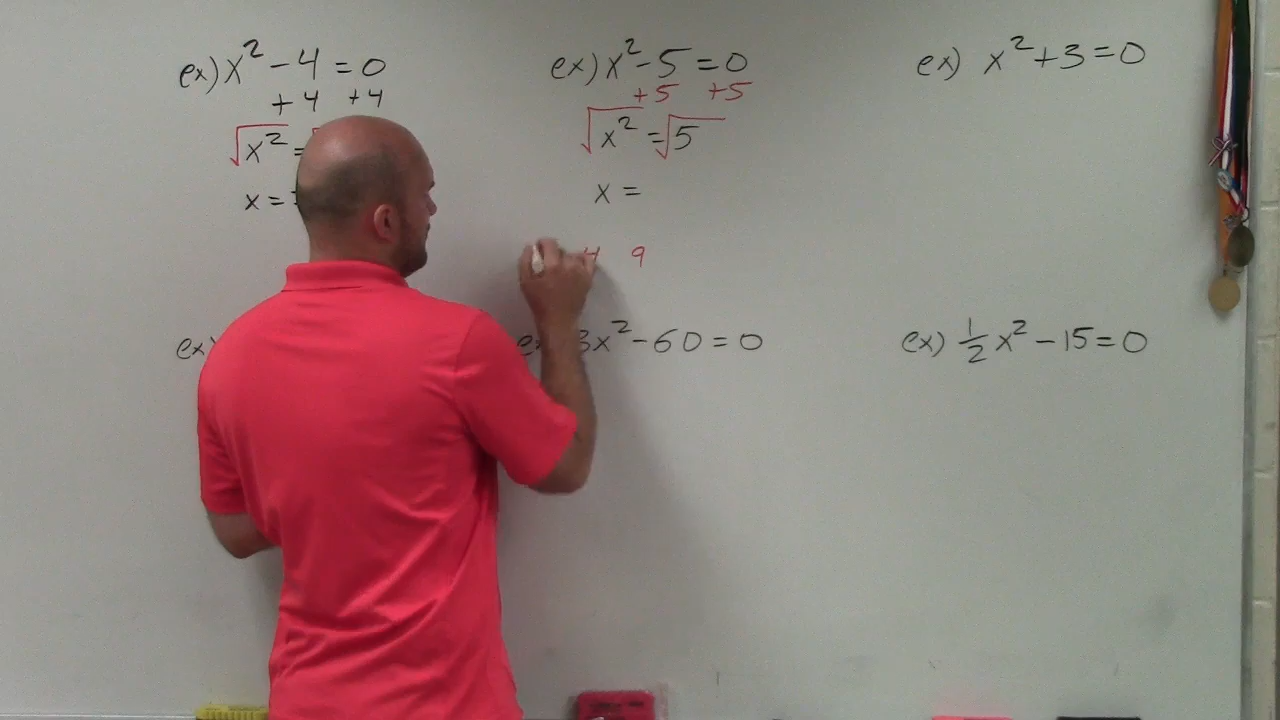 ex) x² - 4 = 0
+4 +4
√x² =
x =
ex) x² - 5 = 0
+5 +5
√x² = √5
x =
4 9
ex) x² + 3 = 0
ex)
3x² - 60 = 0
ex) 1/2 x² - 15 = 0